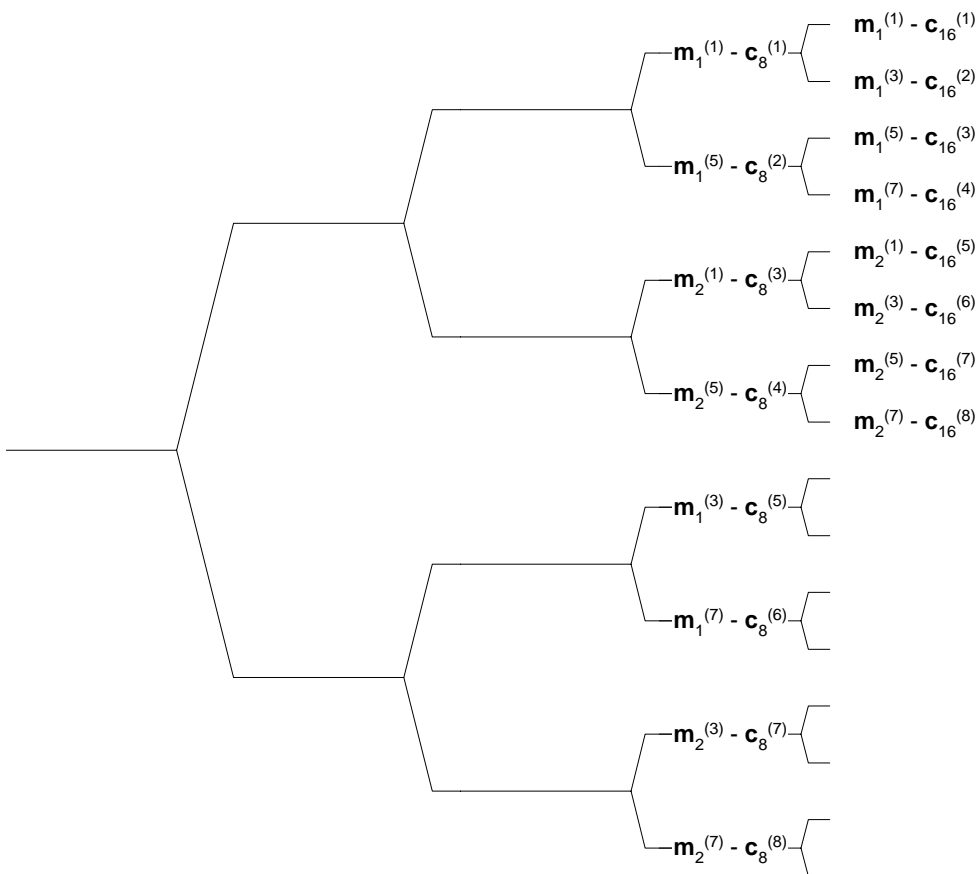 m₁⁽¹⁾ - c₁₆⁽¹⁾
m₁⁽¹⁾ - c₈⁽¹⁾
m₁⁽³⁾ - c₁₆⁽²⁾
m₁⁽⁵⁾ - c₁₆⁽³⁾
m₁⁽⁵⁾ - c₈⁽²⁾
m₁⁽⁷⁾ - c₁₆⁽⁴⁾
m₂⁽¹⁾ - c₁₆⁽⁵⁾
m₂⁽¹⁾ - c₈⁽³⁾
m₂⁽³⁾ - c₁₆⁽⁶⁾
m₂⁽⁵⁾ - c₁₆⁽⁷⁾
m₂⁽⁵⁾ - c₈⁽⁴⁾
m₂⁽⁷⁾ - c₁₆⁽⁸⁾
m₁⁽³⁾ - c₈⁽⁵⁾
m₁⁽⁷⁾ - c₈⁽⁶⁾
m₂⁽³⁾ - c₈⁽⁷⁾
m₂⁽⁷⁾ - c₈⁽⁸⁾